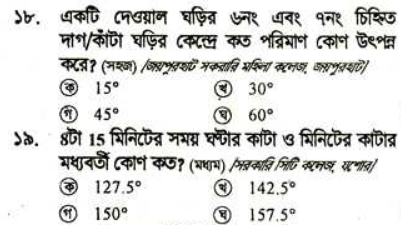 ১৮. একটি দেওয়াল ঘড়ির ৬নং এবং ৭নং চিহ্নিত
দাগ/কাঁটা ঘড়ির কেন্দ্রে কত পরিমাণ কোণ উৎপন্ন
করে? (সহজ) [জয়পুরহাট সরকারি মহিলা কলেজ, জয়পুরহাট]
ক 15° খ 30°
গ 45° ঘ 60°
১৯. ৪টা 15 মিনিটের সময় ঘণ্টার কাটা ও মিনিটের কাটার
মধ্যবর্তী কোণ কত? (মধ্যম) [সরকারি সিটি কলেজ, যশোর]
ক 127.5° খ 142.5°
গ 150° ঘ 157.5°